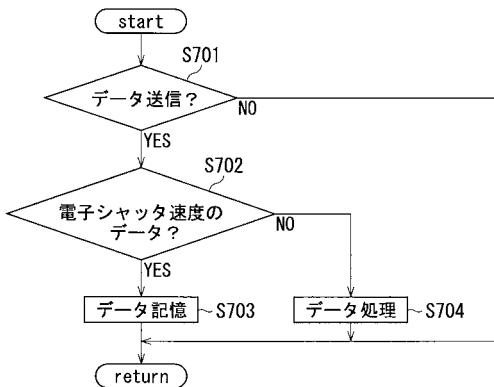 start
S701
データ送信？
NO
YES
S702
電子シャッタ速度の
データ？
NO
YES
データ記憶
S703
データ処理
S704
return